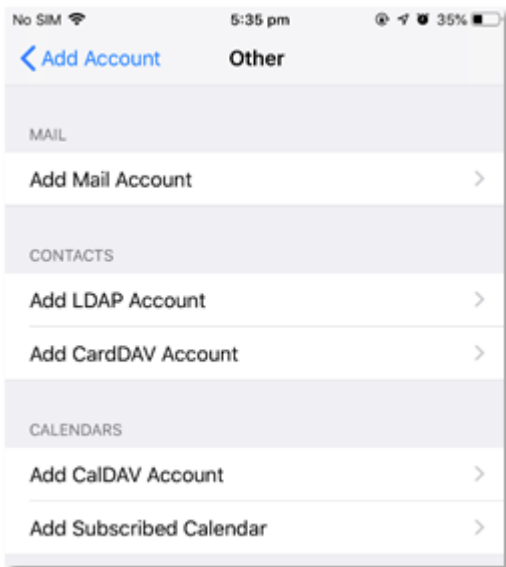 No SIM 5:35 pm 35%
Add Account Other
MAIL
Add Mail Account
CONTACTS
Add LDAP Account
Add CardDAV Account
CALENDARS
Add CalDAV Account
Add Subscribed Calendar